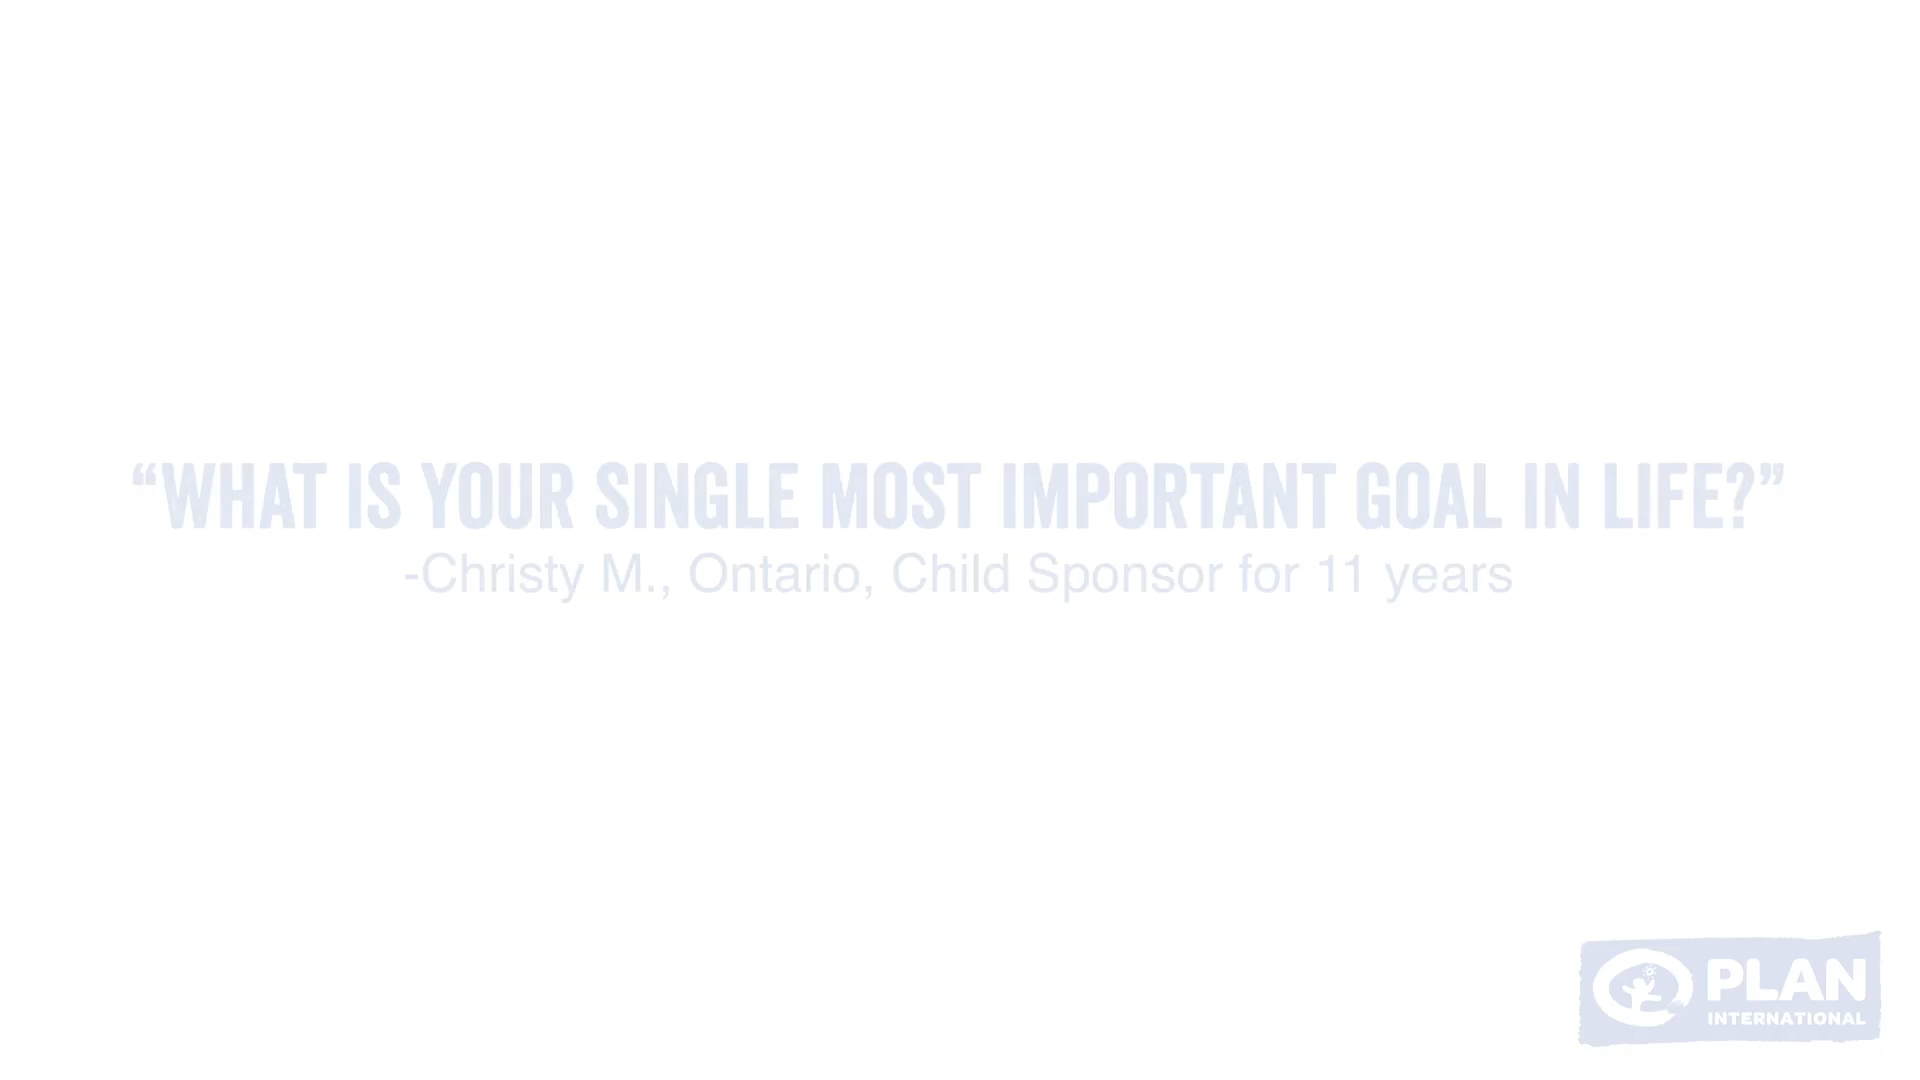 “WHAT IS YOUR SINGLE MOST IMPORTANT GOAL IN LIFE?”
-Christy M., Ontario, Child Sponsor for 11 years
PLAN
INTERNATIONAL